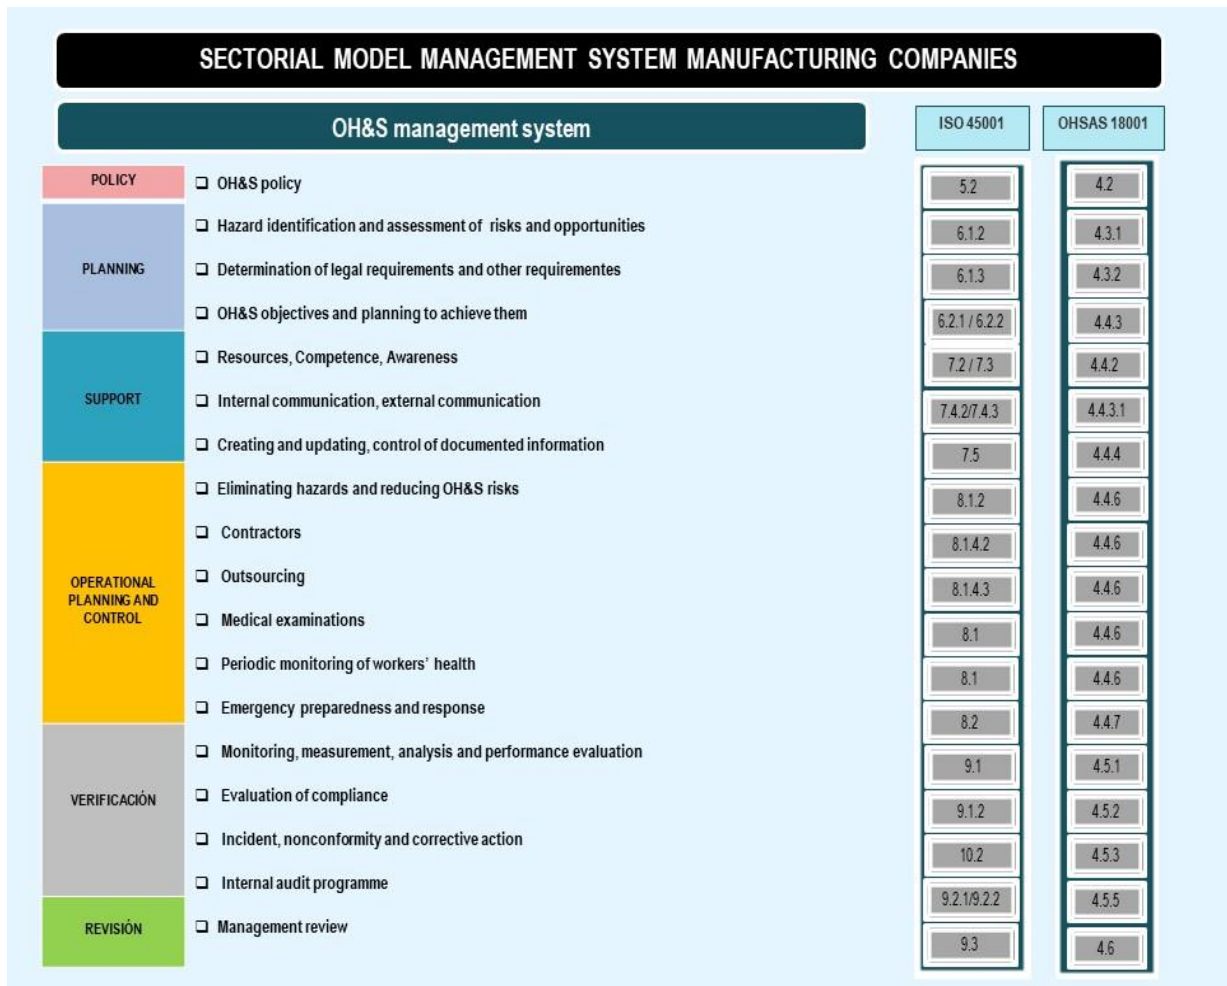 SECTORIAL MODEL MANAGEMENT SYSTEM MANUFACTURING COMPANIES
OH&S management system
ISO 45001
OHSAS 18001
POLICY
OH&S policy
5.2
4.2
PLANNING
Hazard identification and assessment of risks and opportunities
6.1.2
4.3.1
Determination of legal requirements and other requirementes
6.1.3
4.3.2
OH&S objectives and planning to achieve them
6.2.1 / 6.2.2
4.4.3
SUPPORT
Resources, Competence, Awareness
7.2 / 7.3
4.4.2
Internal communication, external communication
7.4.2/7.4.3
4.4.3.1
Creating and updating, control of documented information
7.5
4.4.4
OPERATIONAL
PLANNING AND
CONTROL
Eliminating hazards and reducing OH&S risks
8.1.2
4.4.6
Contractors
8.1.4.2
4.4.6
Outsourcing
8.1.4.3
4.4.6
Medical examinations
8.1
4.4.6
Periodic monitoring of workers' health
8.1
4.4.6
Emergency preparedness and response
8.2
4.4.7
VERIFICACIÓN
Monitoring, measurement, analysis and performance evaluation
9.1
4.5.1
Evaluation of compliance
9.1.2
4.5.2
Incident, nonconformity and corrective action
10.2
4.5.3
Internal audit programme
9.2.1/9.2.2
4.5.5
REVISIÓN
Management review
9.3
4.6